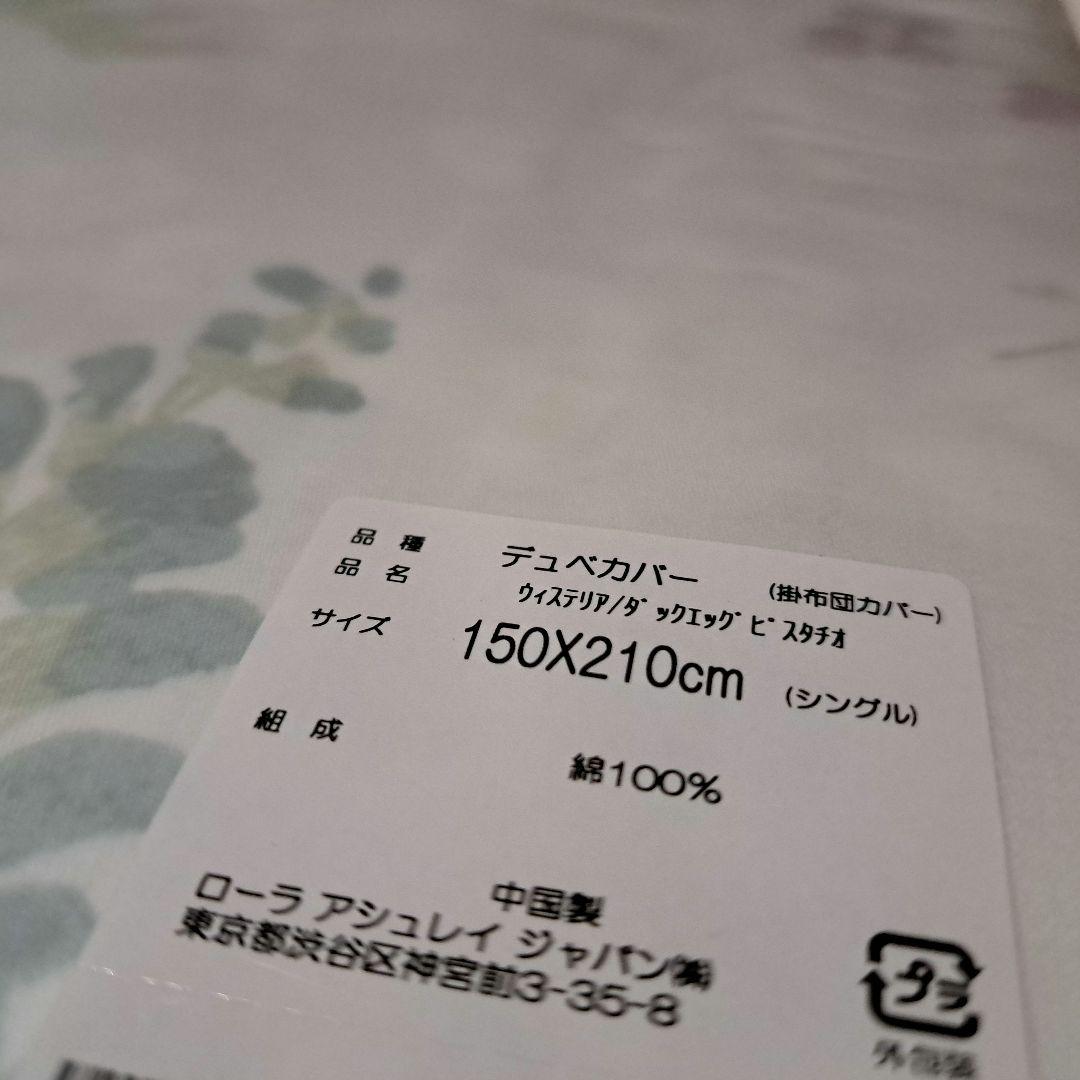 品 種 デュベカバー (掛布団カバー)
品 名 ウィステリア/ダックエッグピスタチオ
サイズ 150X210cm (シングル)
組 成 綿100%
中国製
ローラ アシュレイ ジャパン㈱
東京都渋谷区神宮前3-35-8
プラ
外包装